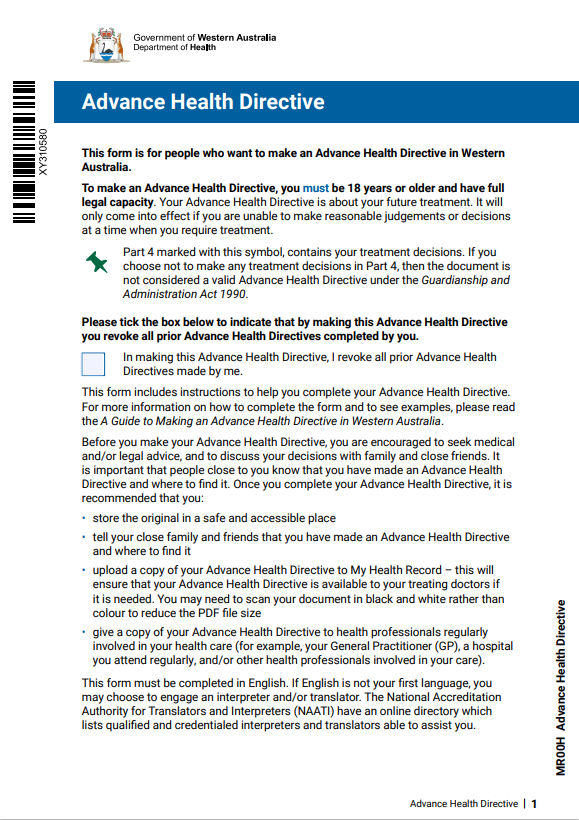 Government of Western Australia
Department of Health
XY310580
Advance Health Directive
This form is for people who want to make an Advance Health Directive in Western
Australia.
To make an Advance Health Directive, you must be 18 years or older and have full
legal capacity. Your Advance Health Directive is about your future treatment. It will
only come into effect if you are unable to make reasonable judgements or decisions
at a time when you require treatment.
Part 4 marked with this symbol, contains your treatment decisions. If you
choose not to make any treatment decisions in Part 4, then the document is
not considered a valid Advance Health Directive under the Guardianship and
Administration Act 1990.
Please tick the box below to indicate that by making this Advance Health Directive
you revoke all prior Advance Health Directives completed by you.
In making this Advance Health Directive, I revoke all prior Advance Health
Directives made by me.
This form includes instructions to help you complete your Advance Health Directive.
For more information on how to complete the form and to see examples, please read
the A Guide to Making an Advance Health Directive in Western Australia.
Before you make your Advance Health Directive, you are encouraged to seek medical
and/or legal advice, and to discuss your decisions with family and close friends. It
is important that people close to you know that you have made an Advance Health
Directive and where to find it. Once you complete your Advance Health Directive, it is
recommended that you:
• store the original in a safe and accessible place
• tell your close family and friends that you have made an Advance Health Directive
and where to find it
• upload a copy of your Advance Health Directive to My Health Record – this will
ensure that your Advance Health Directive is available to your treating doctors if
it is needed. You may need to scan your document in black and white rather than
colour to reduce the PDF file size
• give a copy of your Advance Health Directive to health professionals regularly
involved in your health care (for example, your General Practitioner (GP), a hospital
you attend regularly, and/or other health professionals involved in your care).
This form must be completed in English. If English is not your first language, you
may choose to engage an interpreter and/or translator. The National Accreditation
Authority for Translators and Interpreters (NAATI) have an online directory which
lists qualified and credentialed interpreters and translators able to assist you.
MR00H Advance Health Directive
Advance Health Directive | 1